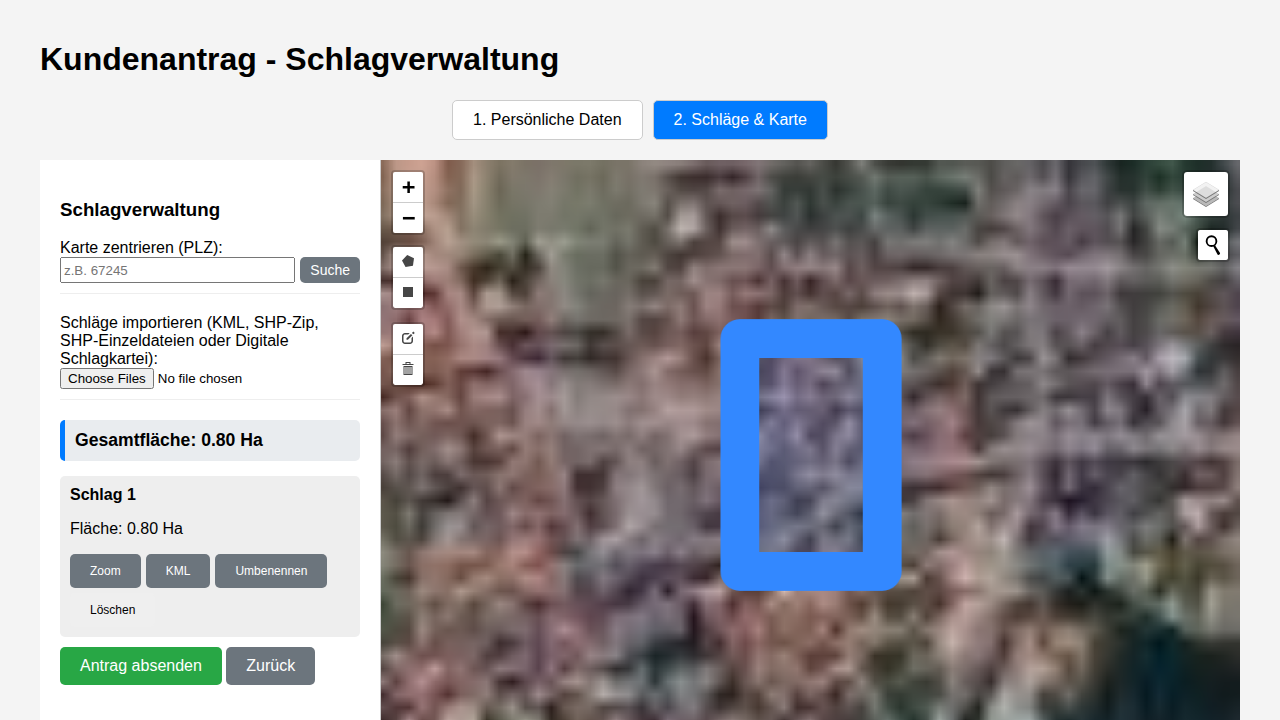 Kundenantrag - Schlagverwaltung
1. Persönliche Daten
2. Schläge & Karte
Schlagverwaltung
Karte zentrieren (PLZ):
z.B. 67245
Suche
Schläge importieren (KML, SHP-Zip,
SHP-Einzeldateien oder Digitale
Schlagkartei):
Choose Files No file chosen
Gesamtfläche: 0.80 Ha
Schlag 1
Fläche: 0.80 Ha
Zoom
KML
Umbenennen
Löschen
Antrag absenden
Zurück
+
−